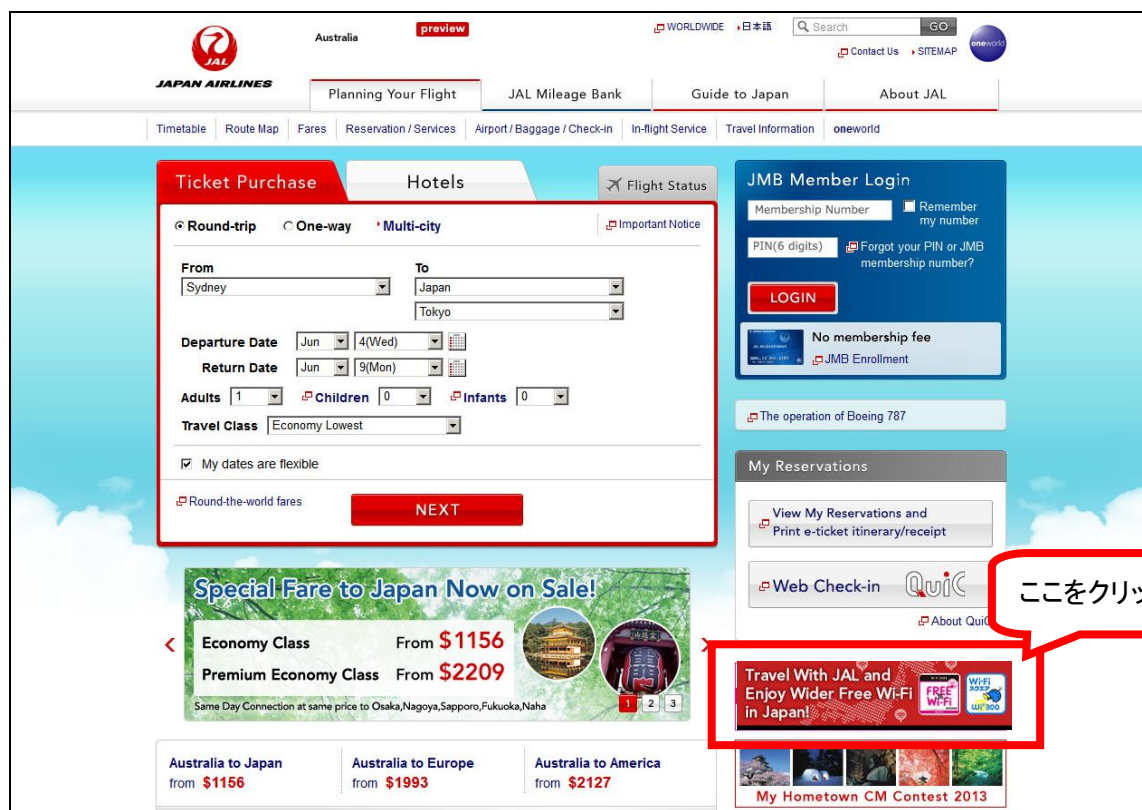 Australia
preview
WORLDWIDE
日本語
Search
GO
Contact Us
SITEMAP
oneworld
JAL
JAPAN AIRLINES
Planning Your Flight
JAL Mileage Bank
Guide to Japan
About JAL
Timetable
Route Map
Fares
Reservation / Services
Airport / Baggage / Check-in
In-flight Service
Travel Information
oneworld
Ticket Purchase
Hotels
Flight Status
Round-trip
One-way
Multi-city
Important Notice
From
To
Sydney
Japan
Tokyo
Departure Date
Jun
4(Wed)
Return Date
Jun
9(Mon)
Adults
1
Children
0
Infants
0
Travel Class
Economy Lowest
My dates are flexible
Round-the-world fares
NEXT
JMB Member Login
Membership Number
Remember
my number
PIN(6 digits)
Forgot your PIN or JMB
membership number?
LOGIN
No membership fee
JMB Enrollment
The operation of Boeing 787
My Reservations
View My Reservations and
Print e-ticket itinerary/receipt
Web Check-in
QuiC
About QuiC
ここをクリッ
Special Fare to Japan Now on Sale!
Economy Class From $1156
Premium Economy Class From $2209
Same Day Connection at same price to Osaka,Nagoya,Sapporo,Fukuoka,Naha
1 2 3
Travel With JAL and
Enjoy Wider Free Wi-Fi
in Japan!
FREE
Wi-Fi
Wi-Fi
スクエア
Wi2 300
Australia to Japan
from $1156
Australia to Europe
from $1993
Australia to America
from $2127
My Hometown CM Contest 2013